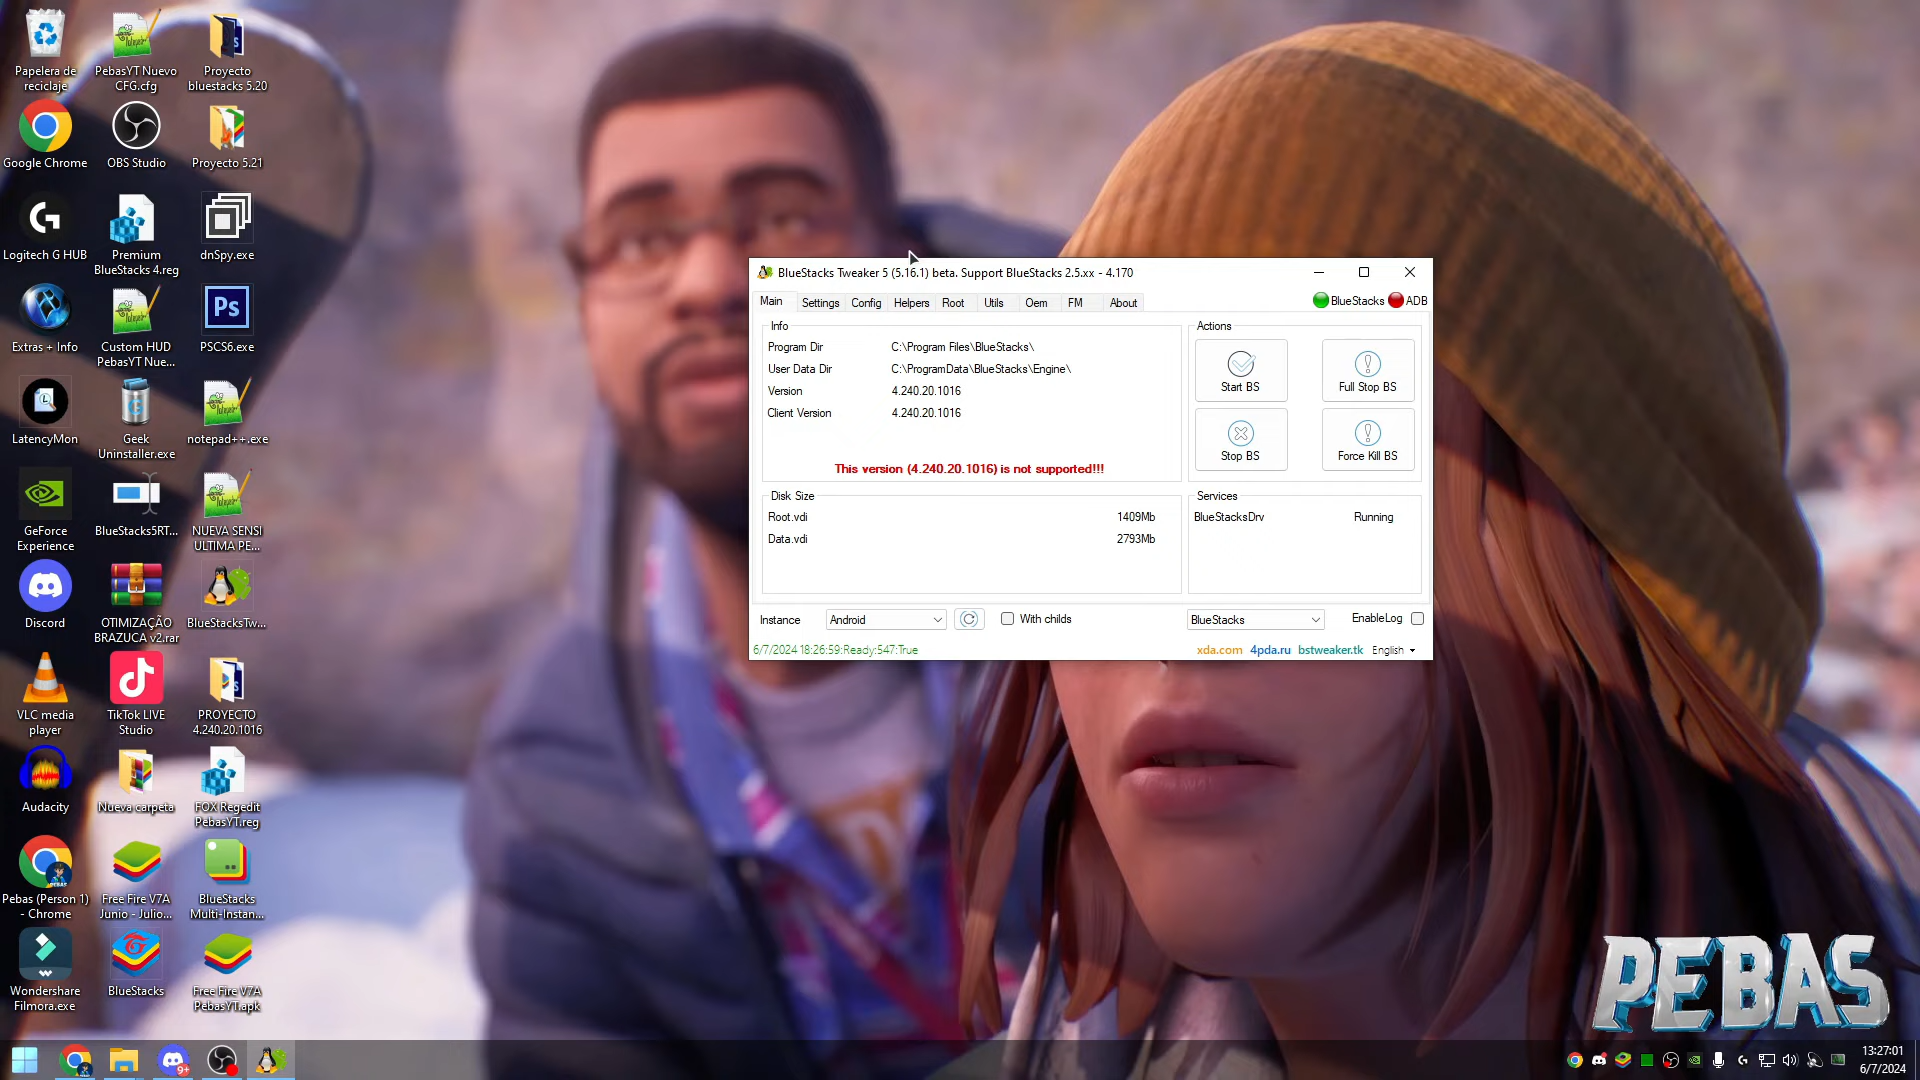 Papelera de
reciclaje
PebasYT Nuevo
CFG.cfg
Proyecto
bluestacks 5.20
Google Chrome
OBS Studio
Proyecto 5.21
Logitech G HUB
Premium
BlueStacks 4.reg
dnSpy.exe
Extras + Info
Custom HUD
PebasYT Nue...
Ps
PSCS6.exe
LatencyMon
Geek
Uninstaller.exe
notepad++.exe
GeForce
Experience
BlueStacks5RT...
NUEVA SENSI
ULTIMA PE...
Discord
OTIMIZAÇÃO
BRAZUCA v2.rar
BlueStacksTw...
VLC media
player
TikTok LIVE
Studio
PROYECTO
4.240.20.1016
Audacity
Nueva carpeta
FOX Regedit
PebasYT.reg
Pebas (Person 1)
- Chrome
Free Fire V7A
Junio - Julio...
BlueStacks
Multi-Instan...
Wondershare
Filmora.exe
BlueStacks
Free Fire V7A
PebasYT.apk
BlueStacks Tweaker 5 (5.16.1) beta. Support BlueStacks 2.5.xx - 4.170
Main Settings Config Helpers Root Utils Oem FM About
BlueStacks ADB
Info
Program Dir C:\Program Files\BlueStacks\
User Data Dir C:\ProgramData\BlueStacks\Engine\
Version 4.240.20.1016
Client Version 4.240.20.1016
This version (4.240.20.1016) is not supported!!!
Actions
Start BS
Full Stop BS
Stop BS
Force Kill BS
Disk Size
Root.vdi 1409Mb
Data.vdi 2793Mb
Services
BlueStacksDrv Running
Instance Android With childs BlueStacks EnableLog
6/7/2024 18:26:59:Ready:547:True
xda.com 4pda.ru bstweaker.tk English
PEBAS
9+
13:27:01
6/7/2024